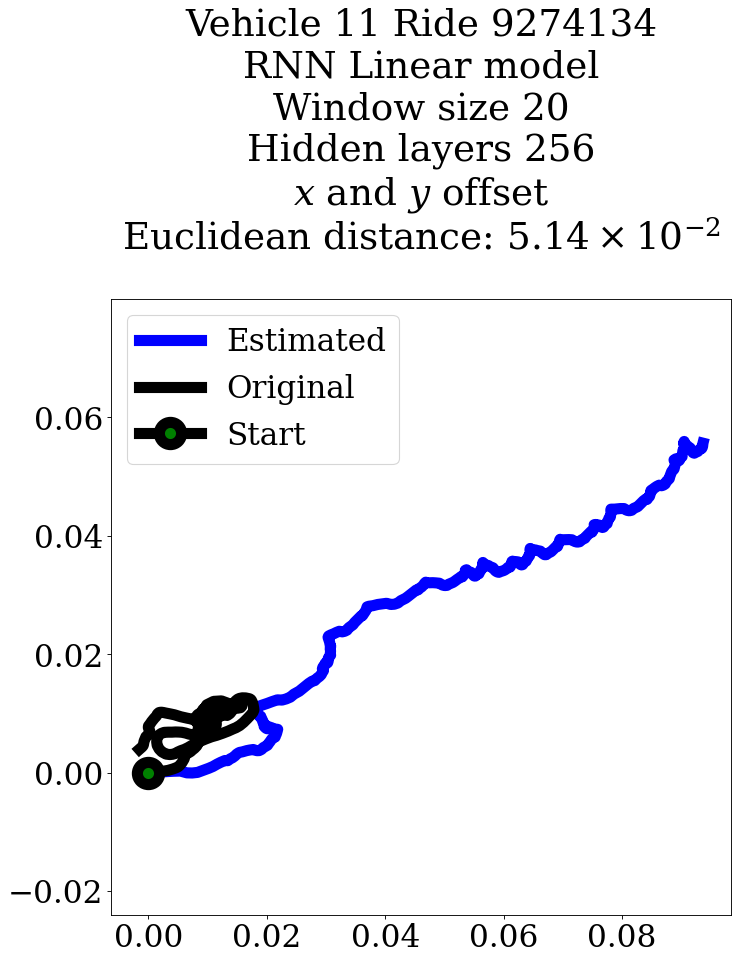 Vehicle 11 Ride 9274134
RNN Linear model
Window size 20
Hidden layers 256
x and y offset
Euclidean distance: 5.14 × 10⁻²
Estimated
Original
Start
0.06
0.04
0.02
0.00
−0.02
0.00 0.02 0.04 0.06 0.08